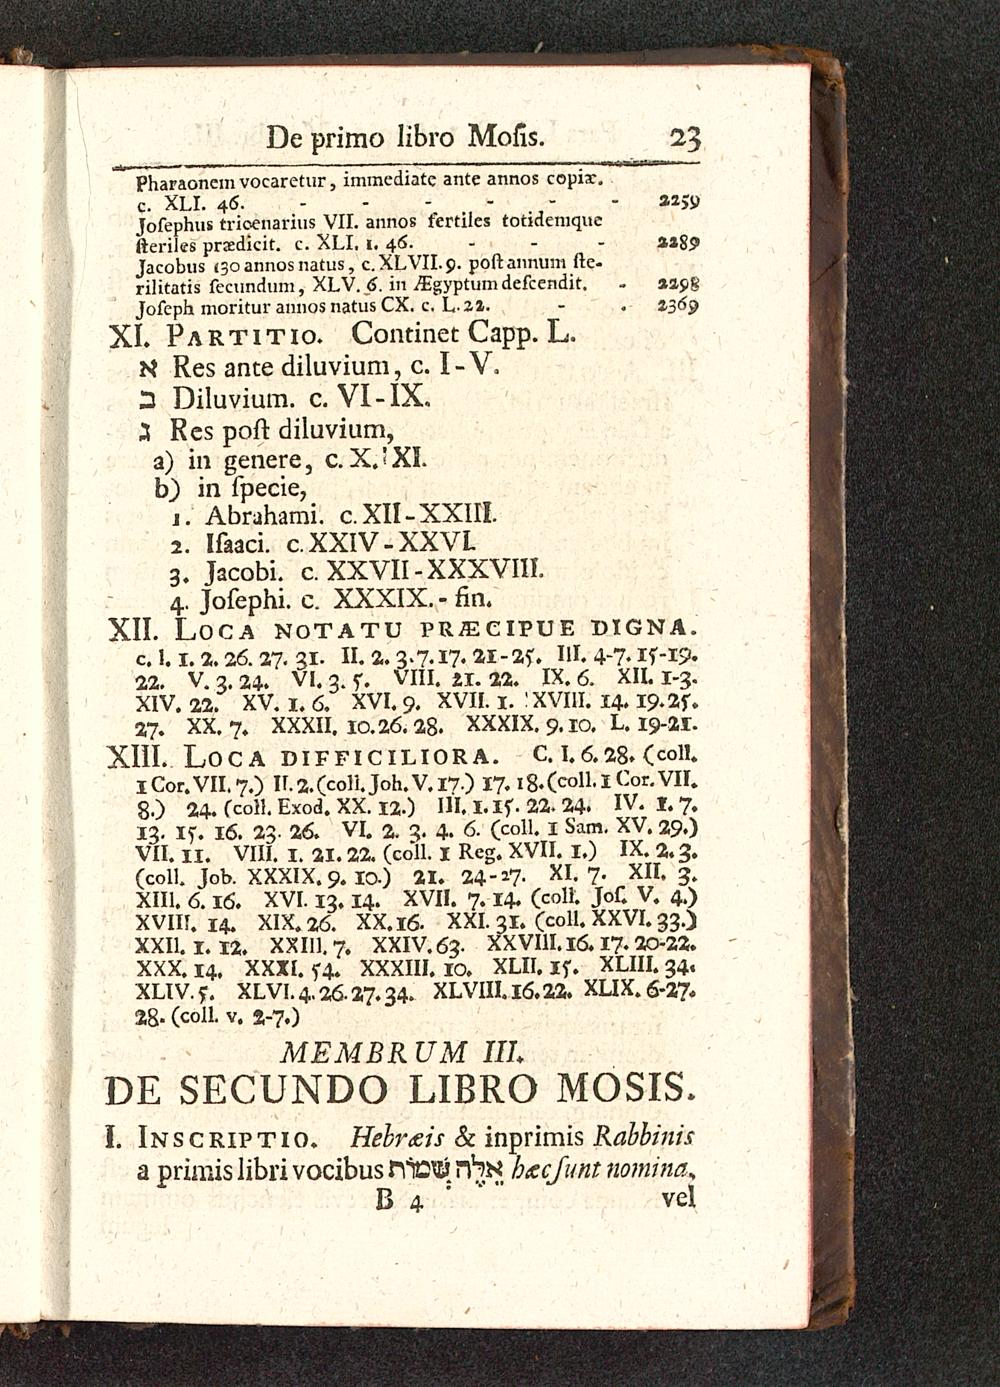 De primo libro Moſis. 23
Pharaonem vocaretur, immediate ante annos copiæ.
c. XLI. 46. - - - - - - 2259
Joſephus tricenarius VII. annos fertiles totidemque
ſteriles prædicit. c. XLI. 1. 46. - - - 2289
Jacobus 130 annos natus, c. XLVII. 9. poſt annum ſte-
rilitatis ſecundum, XLV. 6. in Ægyptum deſcendit. - 2298
Joſeph moritur annos natus CX. c. L. 22. - . 2369
XI. PARTITIO. Continet Capp. L.
א Res ante diluvium, c. I-V.
ב Diluvium. c. VI-IX.
ג Res poſt diluvium,
a) in genere, c. X. XI.
b) in ſpecie,
1. Abrahami. c. XII-XXIII.
2. Iſaaci. c. XXIV-XXVI.
3. Jacobi. c. XXVII-XXXVIII.
4. Joſephi. c. XXXIX.-fin.
XII. LOCA NOTATU PRÆCIPUE DIGNA.
c. I. 1. 2. 26. 27. 31. II. 2. 3. 7. 17. 21-25. III. 4-7. 15-19.
22. V. 3. 24. VI. 3. 5. VIII. 21. 22. IX. 6. XII. 1-3.
XIV. 22. XV. 1. 6. XVI. 9. XVII. 1. XVIII. 14. 19. 25.
27. XX. 7. XXXII. 10. 26. 28. XXXIX. 9. 10. L. 19-21.
XIII. LOCA DIFFICILIORA. C. I. 6. 28. (coll.
1 Cor. VII. 7.) II. 2. (coll. Joh. V. 17.) 17. 18. (coll. 1 Cor. VII.
8.) 24. (coll. Exod. XX. 12.) III. 1. 15. 22. 24. IV. 1. 7.
13. 15. 16. 23. 26. VI. 2. 3. 4. 6. (coll. 1 Sam. XV. 29.)
VII. 11. VIII. 1. 21. 22. (coll. 1 Reg. XVII. 1.) IX. 2. 3.
(coll. Job. XXXIX. 9. 10.) 21. 24-27. XI. 7. XII. 3.
XIII. 6. 16. XVI. 13. 14. XVII. 7. 14. (coll. Joſ. V. 4.)
XVIII. 14. XIX. 26. XX. 16. XXI. 31. (coll. XXVI. 33.)
XXII. 1. 12. XXIII. 7. XXIV. 63. XXVIII. 16. 17. 20-22.
XXX. 14. XXXI. 54. XXXIII. 10. XLII. 15. XLIII. 34.
XLIV. 5. XLVI. 4. 26. 27. 34. XLVIII. 16. 22. XLIX. 6-27.
28. (coll. v. 2-7.)
MEMBRUM III.
DE SECUNDO LIBRO MOSIS.
I. INSCRIPTIO. Hebræis & inprimis Rabbinis
a primis libri vocibus אֵלֶּה שְׁמוֹת hæc ſunt nomina,
B 4 vel